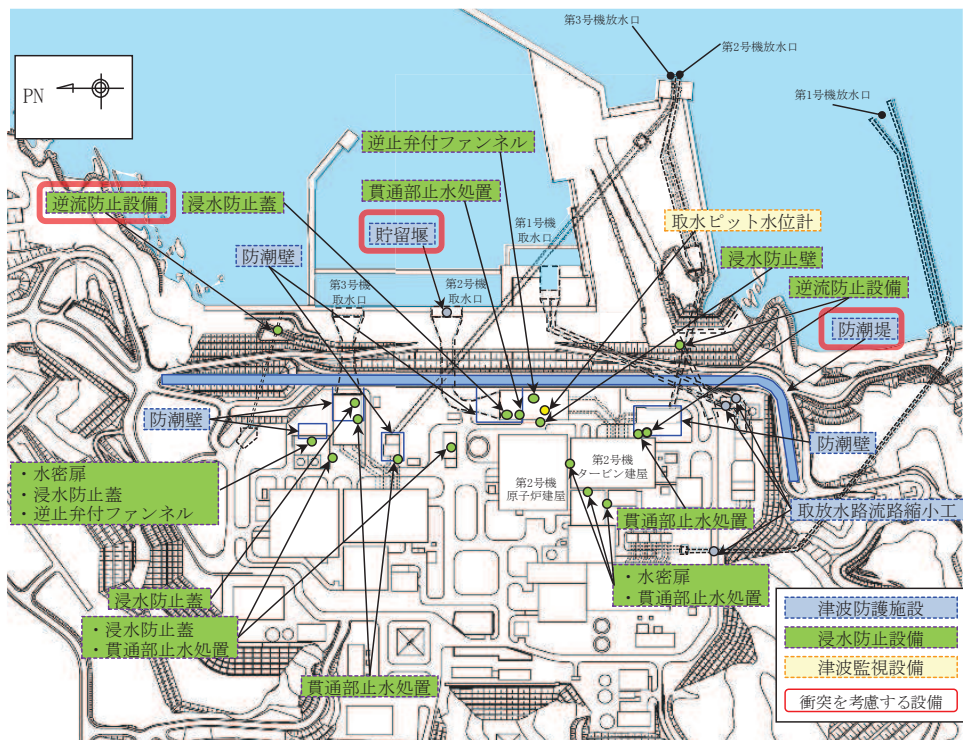 第3号機放水口
第2号機放水口
第1号機放水口
PN
逆止弁付ファンネル
貫通部止水処置
逆流防止設備
浸水防止蓋
貯留堰
第1号機
取水口
取水ピット水位計
防潮壁
浸水防止壁
第3号機
取水口
第2号機
取水口
逆流防止設備
防潮堤
防潮壁
防潮壁
・水密扉
・浸水防止蓋
・逆止弁付ファンネル
第2号機
タービン建屋
第2号機
原子炉建屋
貫通部止水処置
取放水路流路縮小工
・水密扉
・貫通部止水処置
浸水防止蓋
・浸水防止蓋
・貫通部止水処置
貫通部止水処置
津波防護施設
浸水防止設備
津波監視設備
衝突を考慮する設備